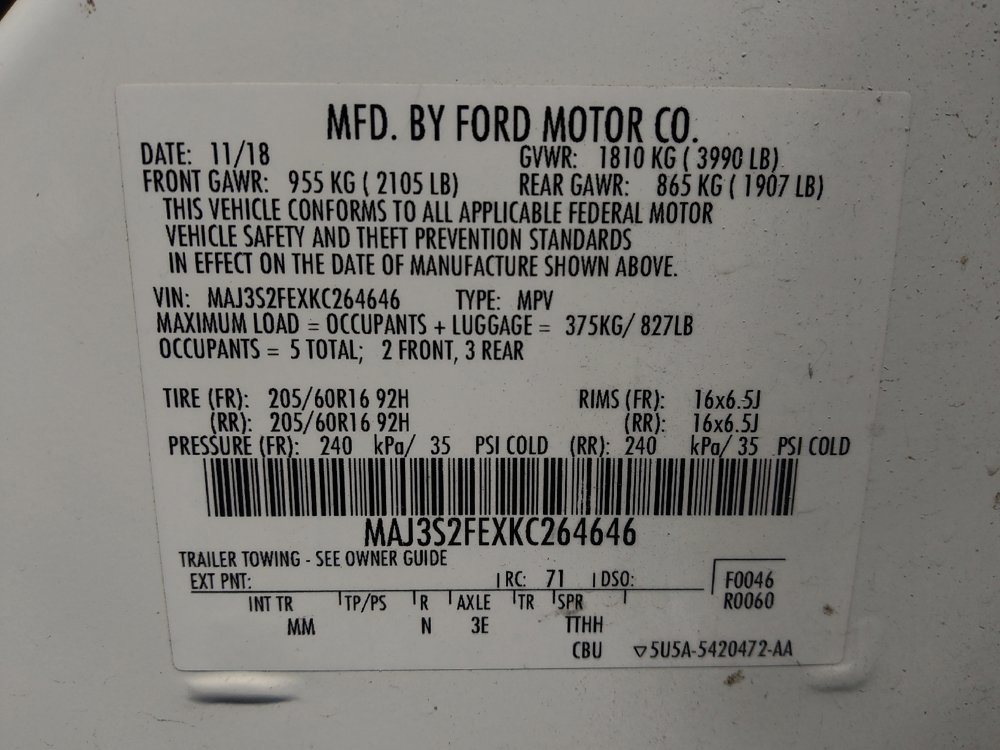 MFD. BY FORD MOTOR CO.
DATE: 11/18 GVWR: 1810 KG ( 3990 LB)
FRONT GAWR: 955 KG ( 2105 LB) REAR GAWR: 865 KG ( 1907 LB)
THIS VEHICLE CONFORMS TO ALL APPLICABLE FEDERAL MOTOR
VEHICLE SAFETY AND THEFT PREVENTION STANDARDS
IN EFFECT ON THE DATE OF MANUFACTURE SHOWN ABOVE.
VIN: MAJ3S2FEXKC264646 TYPE: MPV
MAXIMUM LOAD = OCCUPANTS + LUGGAGE = 375KG/ 827LB
OCCUPANTS = 5 TOTAL; 2 FRONT, 3 REAR
TIRE (FR): 205/60R16 92H RIMS (FR): 16x6.5J
(RR): 205/60R16 92H (RR): 16x6.5J
PRESSURE (FR): 240 kPa/ 35 PSI COLD (RR): 240 kPa/ 35 PSI COLD
MAJ3S2FEXKC264646
TRAILER TOWING - SEE OWNER GUIDE
EXT PNT: RC: 71 DSO: F0046
INT TR TP/PS R AXLE TR SPR R0060
MM N 3E TTHH
CBU ▽5U5A-5420472-AA